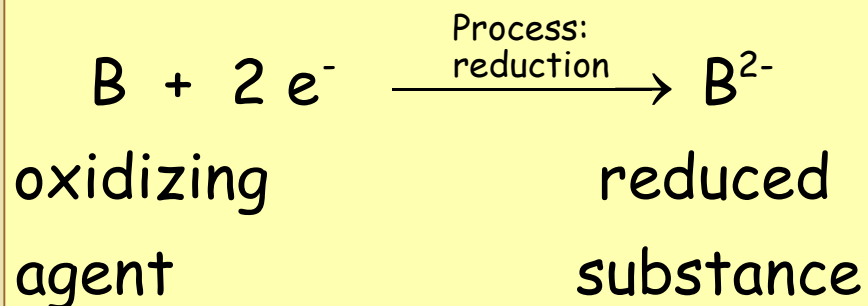 Process:
reduction
B + 2 e⁻ ⟶ B²⁻
oxidizing reduced
agent substance